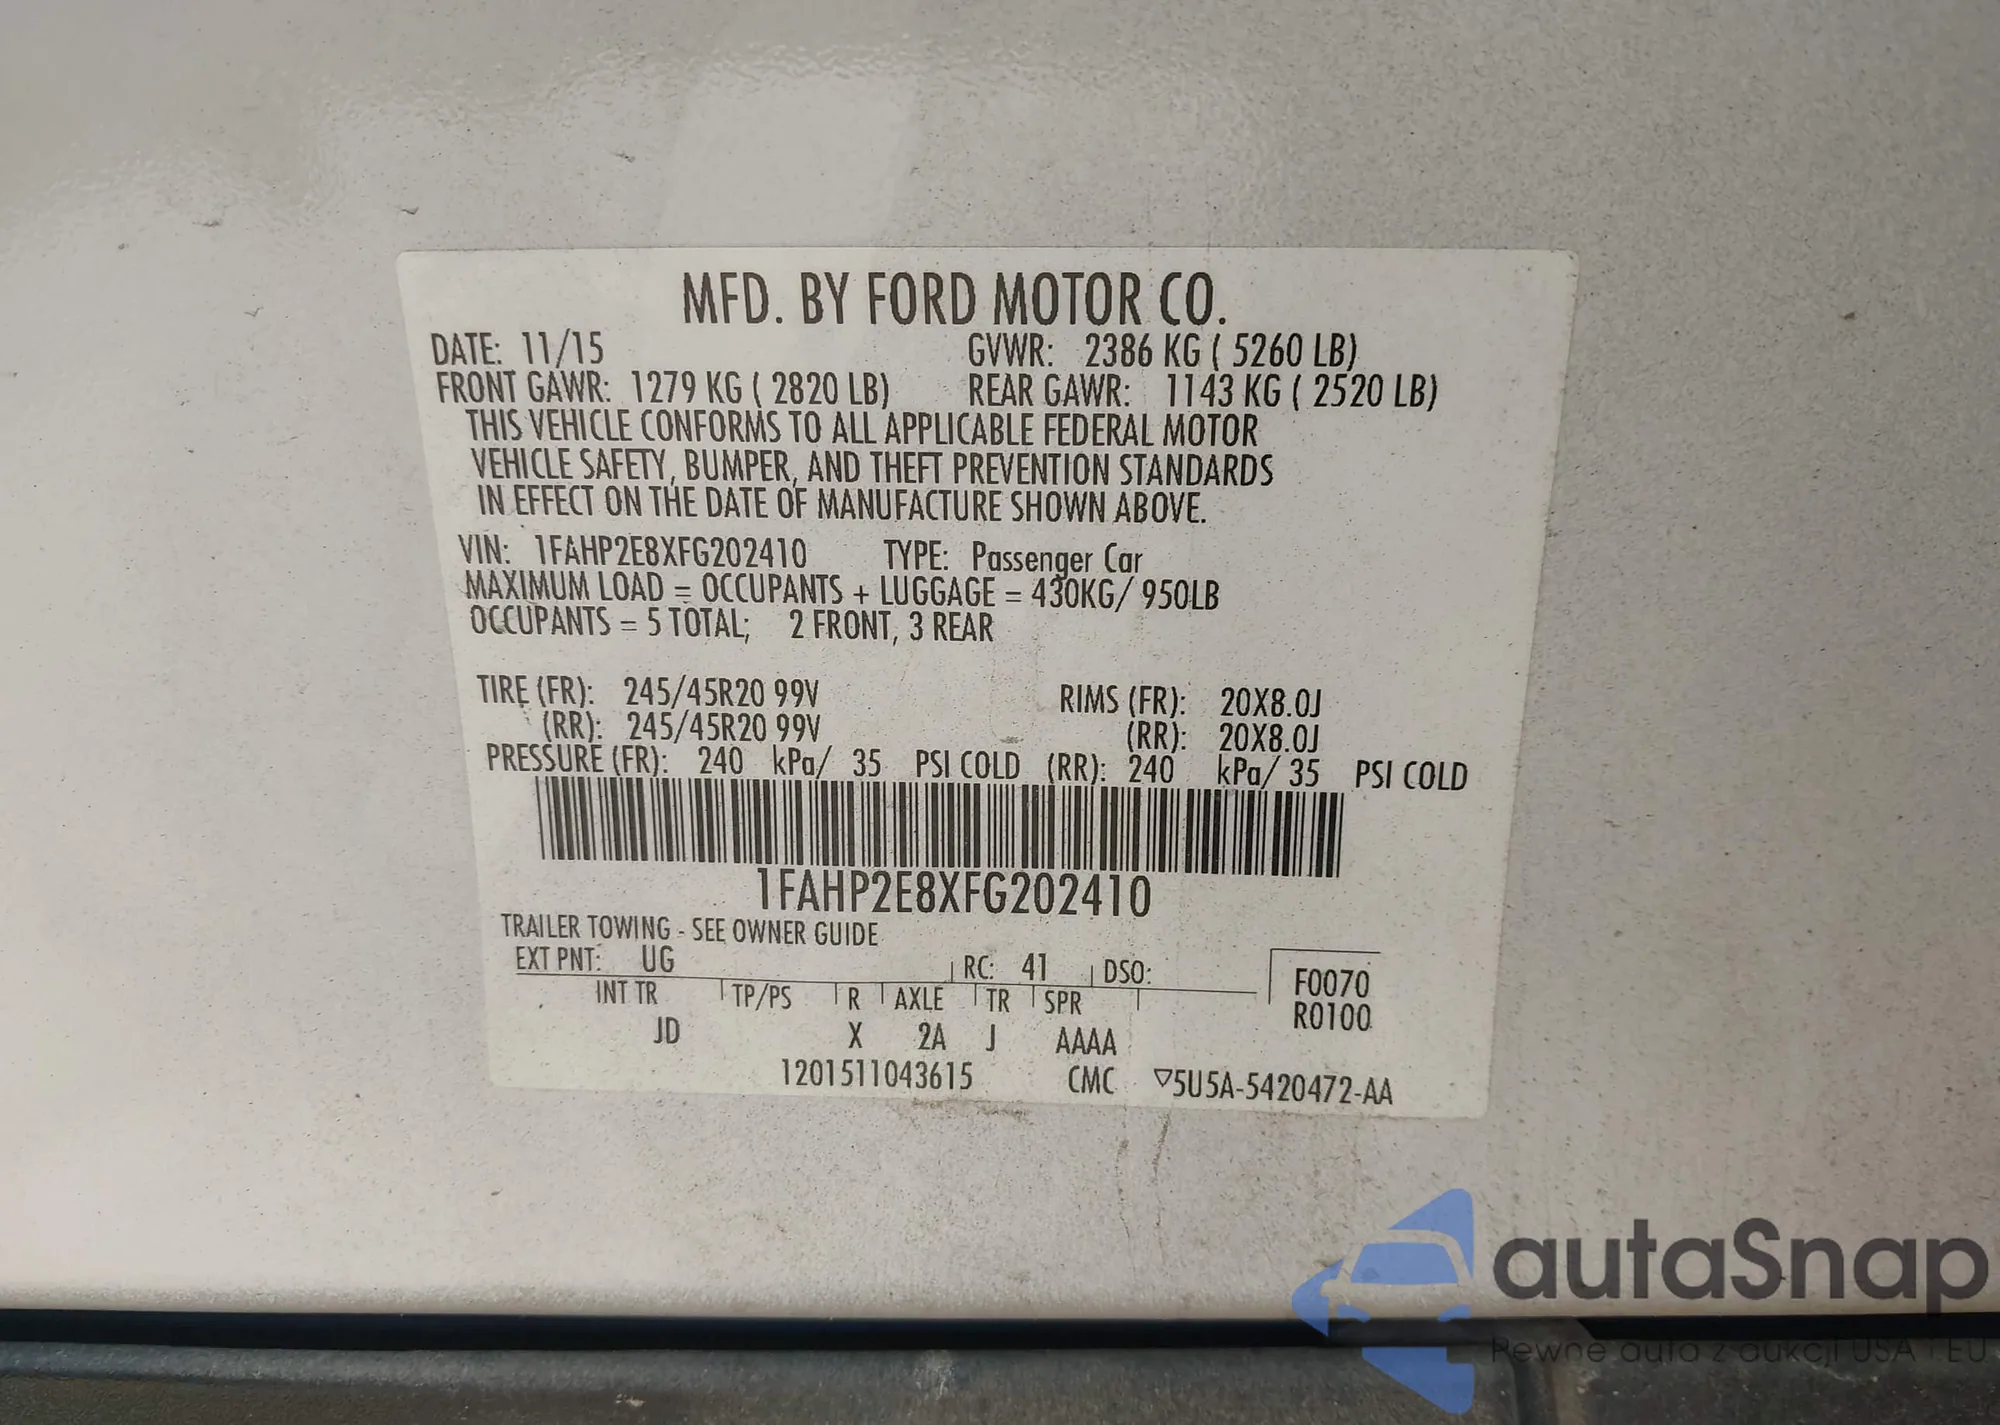 MFD. BY FORD MOTOR CO.
DATE: 11/15 GVWR: 2386 KG ( 5260 LB)
FRONT GAWR: 1279 KG ( 2820 LB) REAR GAWR: 1143 KG ( 2520 LB)
THIS VEHICLE CONFORMS TO ALL APPLICABLE FEDERAL MOTOR
VEHICLE SAFETY, BUMPER, AND THEFT PREVENTION STANDARDS
IN EFFECT ON THE DATE OF MANUFACTURE SHOWN ABOVE.
VIN: 1FAHP2E8XFG202410 TYPE: Passenger Car
MAXIMUM LOAD = OCCUPANTS + LUGGAGE = 430KG/ 950LB
OCCUPANTS = 5 TOTAL; 2 FRONT, 3 REAR
TIRE (FR): 245/45R20 99V RIMS (FR): 20X8.0J
(RR): 245/45R20 99V (RR): 20X8.0J
PRESSURE (FR): 240 kPa/ 35 PSI COLD (RR): 240 kPa/ 35 PSI COLD
1FAHP2E8XFG202410
TRAILER TOWING - SEE OWNER GUIDE
EXT PNT: UG RC: 41 DSO: F0070
INT TR TP/PS R AXLE TR SPR R0100
JD X 2A J AAAA
1201511043615 CMC ▽5U5A-5420472-AA
autaSnap
Pewne auta z aukcji USA i EU